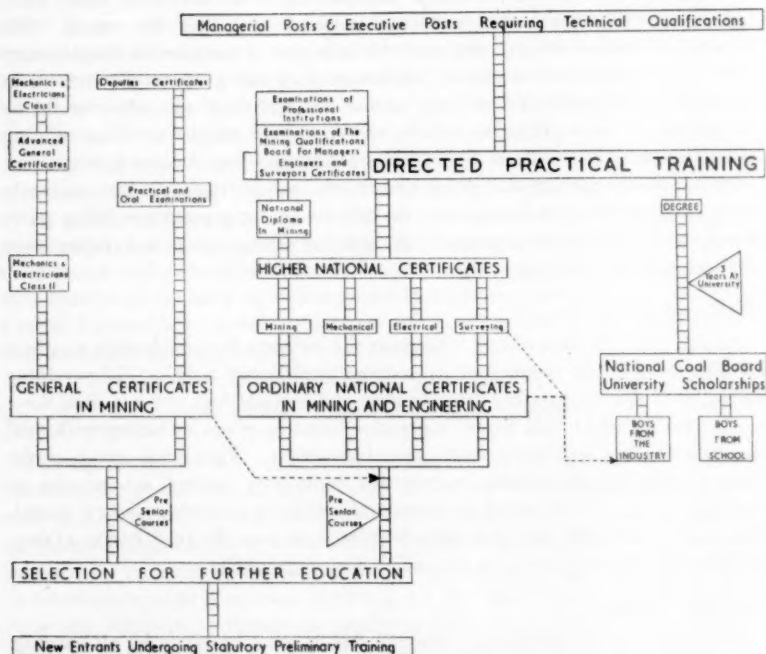 Managerial Posts & Executive Posts Requiring Technical Qualifications
Mechanics &
Electricians
Class I
Deputies Certificates
Examinations of
Professional
Institutions
Advanced
General
Certificates
Examinations of The
Mining Qualifications
Board For Managers
Engineers and
Surveyors Certificates
DIRECTED PRACTICAL TRAINING
Practical and
Oral Examinations
National
Diploma
In Mining
DEGREE
Mechanics &
Electricians
Class II
HIGHER NATIONAL CERTIFICATES
3
Years At
University
Mining
Mechanical
Electrical
Surveying
GENERAL CERTIFICATES
IN MINING
ORDINARY NATIONAL CERTIFICATES
IN MINING AND ENGINEERING
National Coal Board
University Scholarships
BOYS
FROM
THE
INDUSTRY
BOYS
FROM
SCHOOL
Pre
Senior
Courses
Pre
Senior
Courses
SELECTION FOR FURTHER EDUCATION
New Entrants Undergoing Statutory Preliminary Training